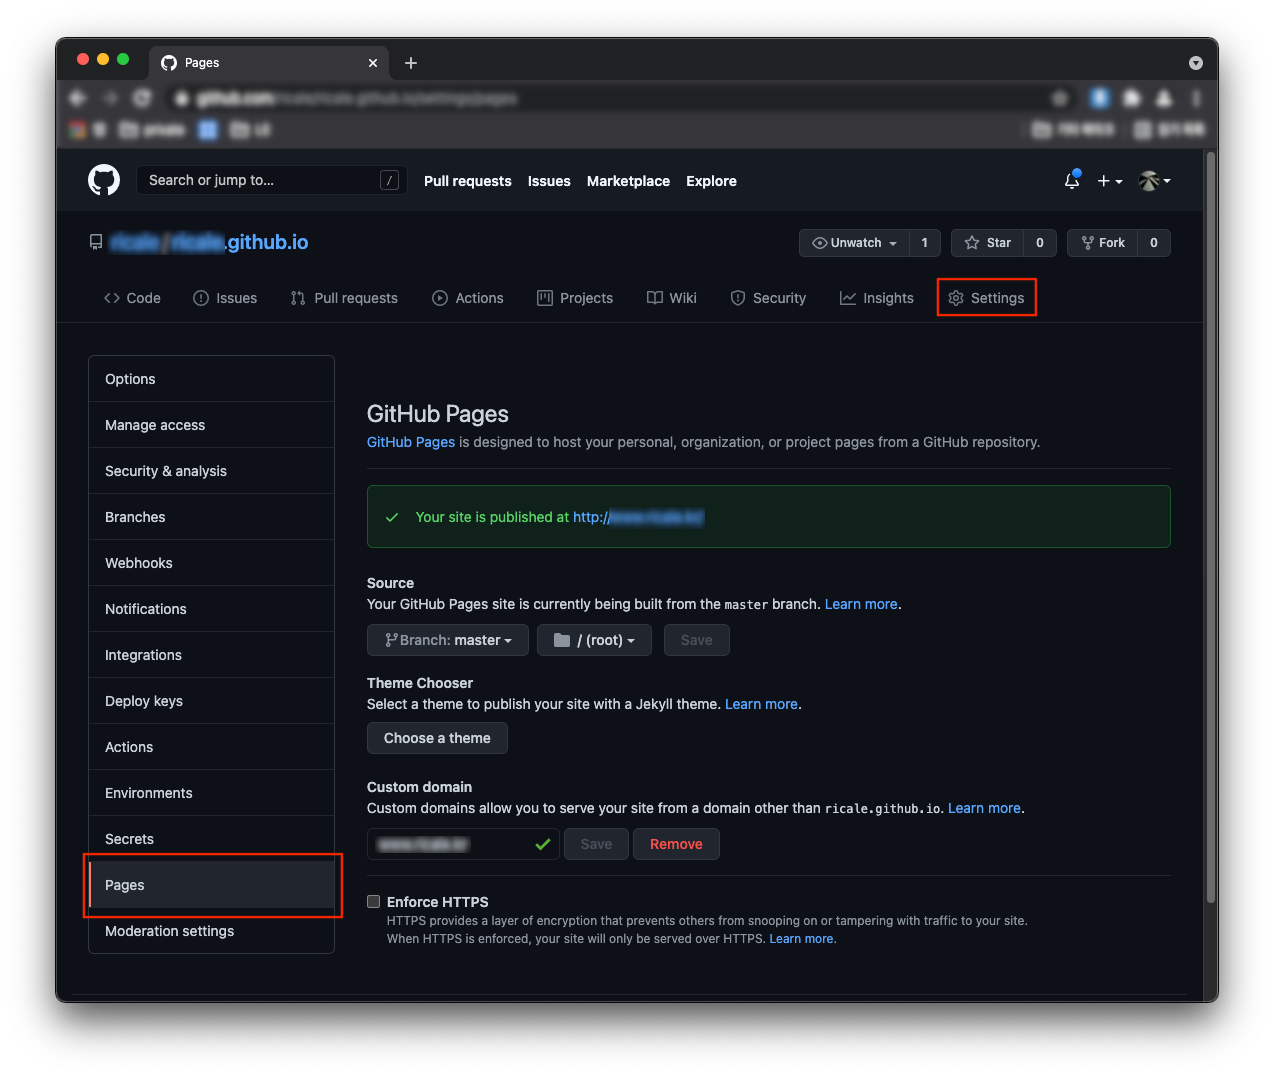 Pages
Search or jump to... /
Pull requests Issues Marketplace Explore
.github.io
Unwatch 1 Star 0 Fork 0
Code Issues Pull requests Actions Projects Wiki Security Insights Settings
Options
Manage access
Security & analysis
Branches
Webhooks
Notifications
Integrations
Deploy keys
Actions
Environments
Secrets
Pages
Moderation settings
GitHub Pages
GitHub Pages is designed to host your personal, organization, or project pages from a GitHub repository.
Your site is published at http://
Source
Your GitHub Pages site is currently being built from the master branch. Learn more.
Branch: master / (root) Save
Theme Chooser
Select a theme to publish your site with a Jekyll theme. Learn more.
Choose a theme
Custom domain
Custom domains allow you to serve your site from a domain other than ricale.github.io. Learn more.
Save Remove
Enforce HTTPS
HTTPS provides a layer of encryption that prevents others from snooping on or tampering with traffic to your site.
When HTTPS is enforced, your site will only be served over HTTPS. Learn more.